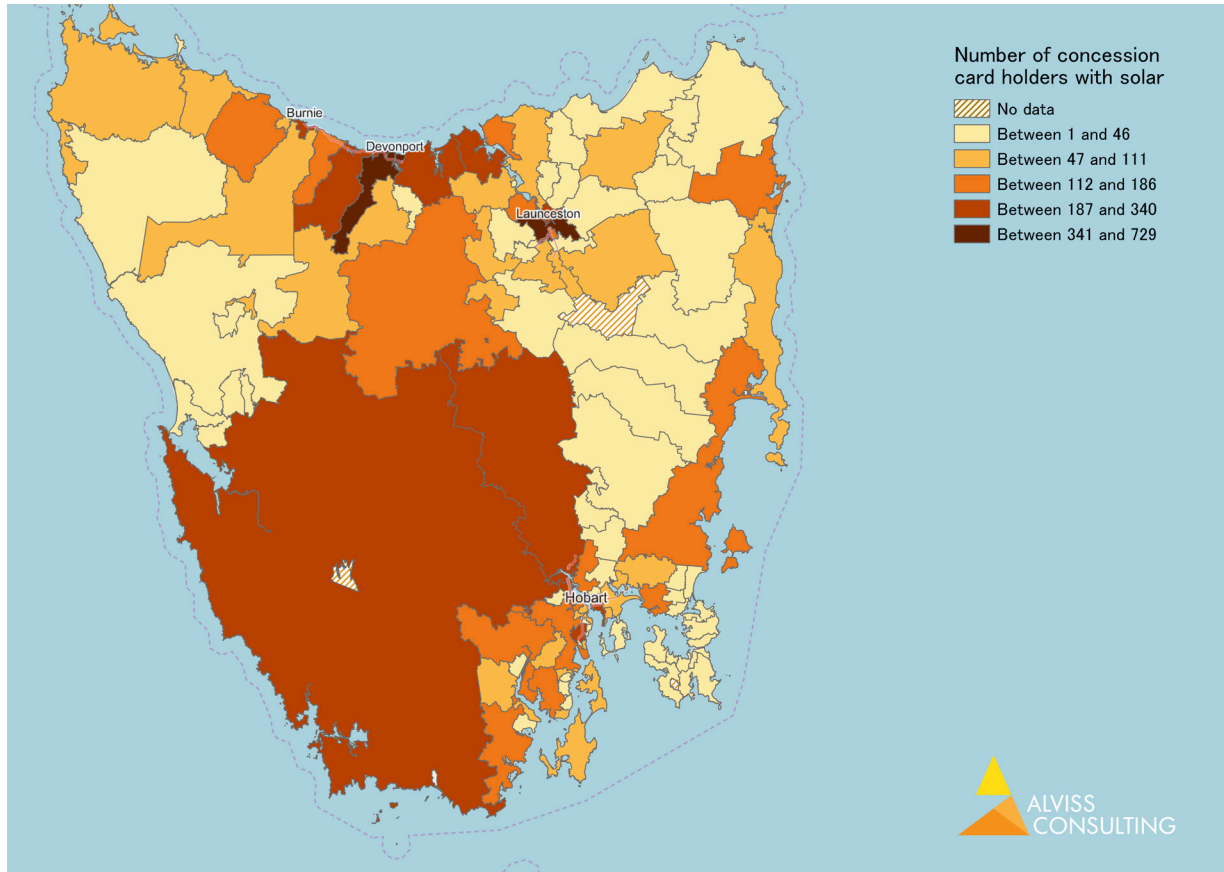 Number of concession
card holders with solar
No data
Between 1 and 46
Between 47 and 111
Between 112 and 186
Between 187 and 340
Between 341 and 729
Burnie
Devonport
Launceston
Hobart
ALVISS
CONSULTING